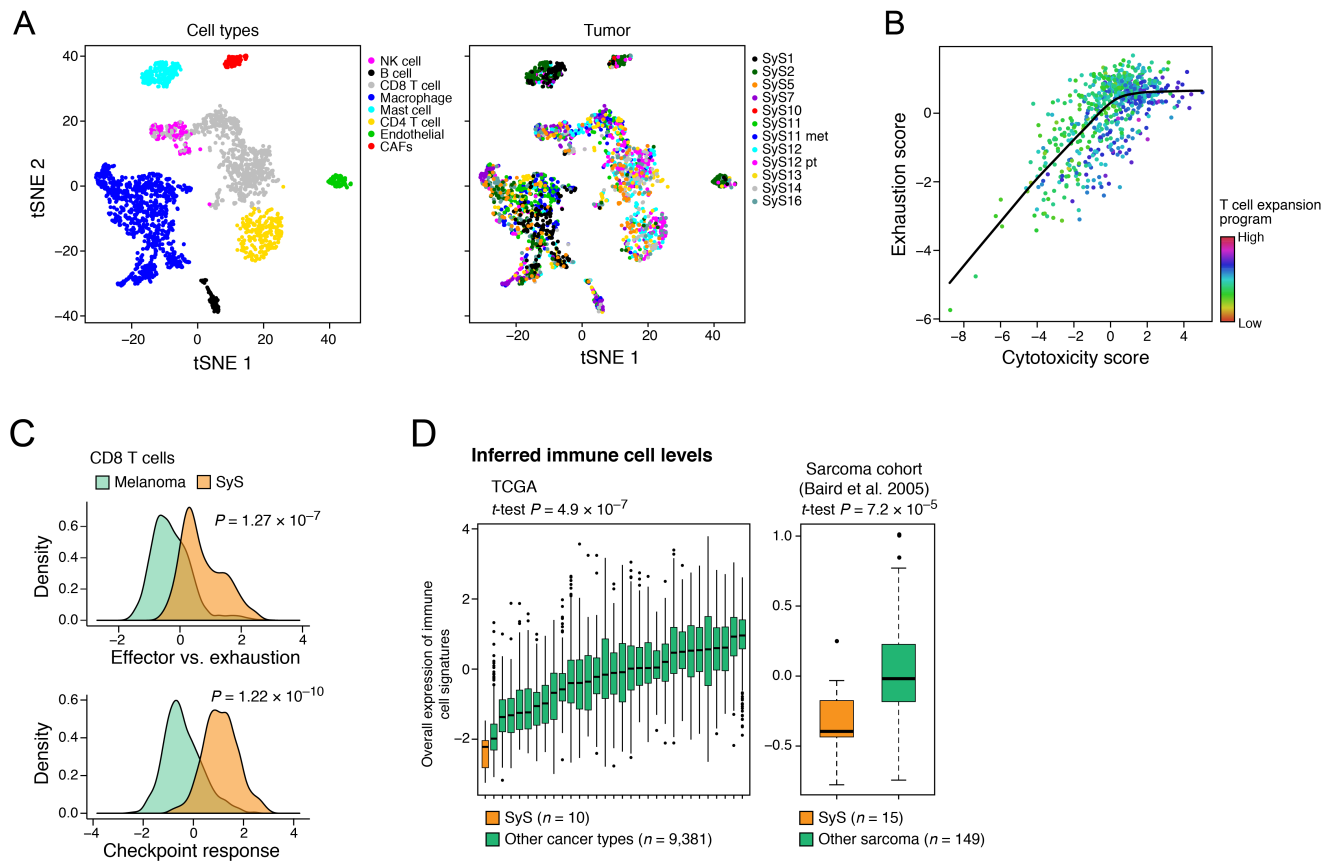 A
Cell types
Tumor
tSNE 2
40
20
0
−20
−40
−20
0
20
40
tSNE 1
NK cell
B cell
CD8 T cell
Macrophage
Mast cell
CD4 T cell
Endothelial
CAFs
−20
0
20
40
tSNE 1
SyS1
SyS2
SyS5
SyS7
SyS10
SyS11
SyS11 met
SyS12
SyS12 pt
SyS13
SyS14
SyS16
B
Exhaustion score
0
−2
−4
−6
−8
−6
−4
−2
0
2
4
Cytotoxicity score
T cell expansion
program
High
Low
C
CD8 T cells
Melanoma
SyS
P = 1.27 × 10−7
Density
0.6
0.4
0.2
0.0
−2
0
2
4
Effector vs. exhaustion
P = 1.22 × 10−10
Density
0.6
0.4
0.2
0.0
−4
−2
0
2
4
Checkpoint response
D
Inferred immune cell levels
TCGA
t-test P = 4.9 × 10−7
Overall expression of immune
cell signatures
4
2
0
−2
SyS (n = 10)
Other cancer types (n = 9,381)
Sarcoma cohort
(Baird et al. 2005)
t-test P = 7.2 × 10−5
1.0
0.5
0.0
−0.5
SyS (n = 15)
Other sarcoma (n = 149)